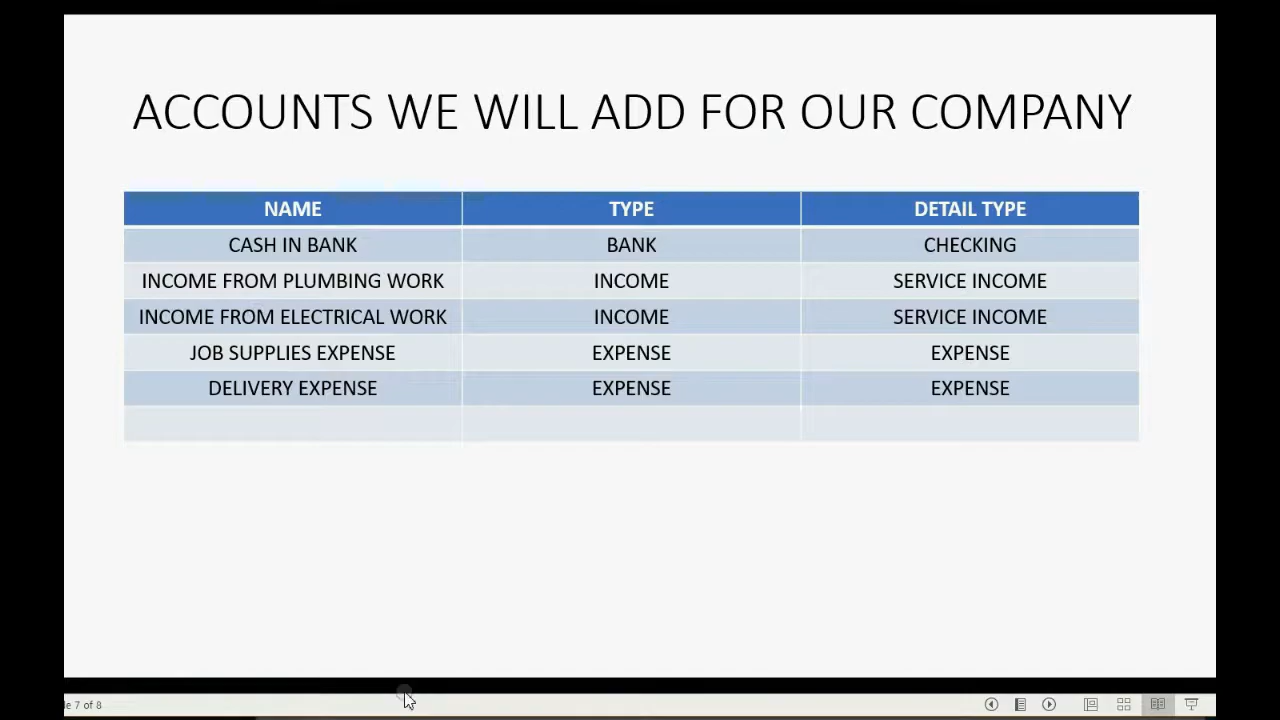 ACCOUNTS WE WILL ADD FOR OUR COMPANY
NAME TYPE DETAIL TYPE
CASH IN BANK BANK CHECKING
INCOME FROM PLUMBING WORK INCOME SERVICE INCOME
INCOME FROM ELECTRICAL WORK INCOME SERVICE INCOME
JOB SUPPLIES EXPENSE EXPENSE EXPENSE
DELIVERY EXPENSE EXPENSE EXPENSE
7 of 8